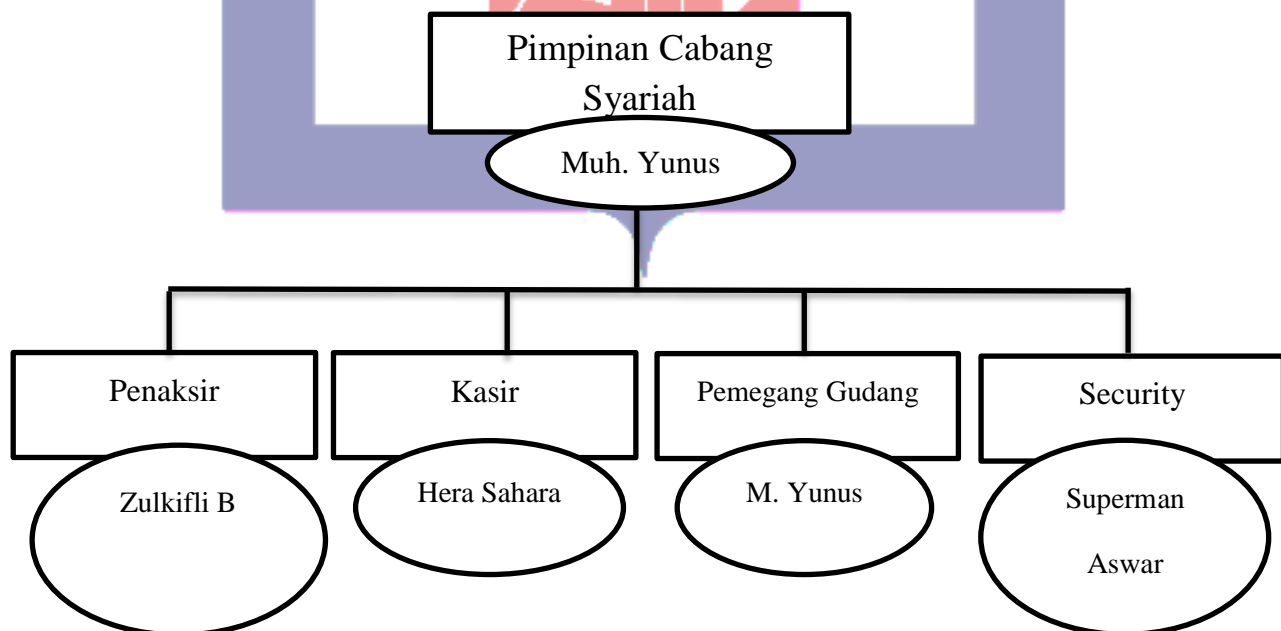 Pimpinan Cabang
Syariah
Muh. Yunus
Penaksir
Kasir
Pemegang Gudang
Security
Zulkifli B
Hera Sahara
M. Yunus
Superman
Aswar